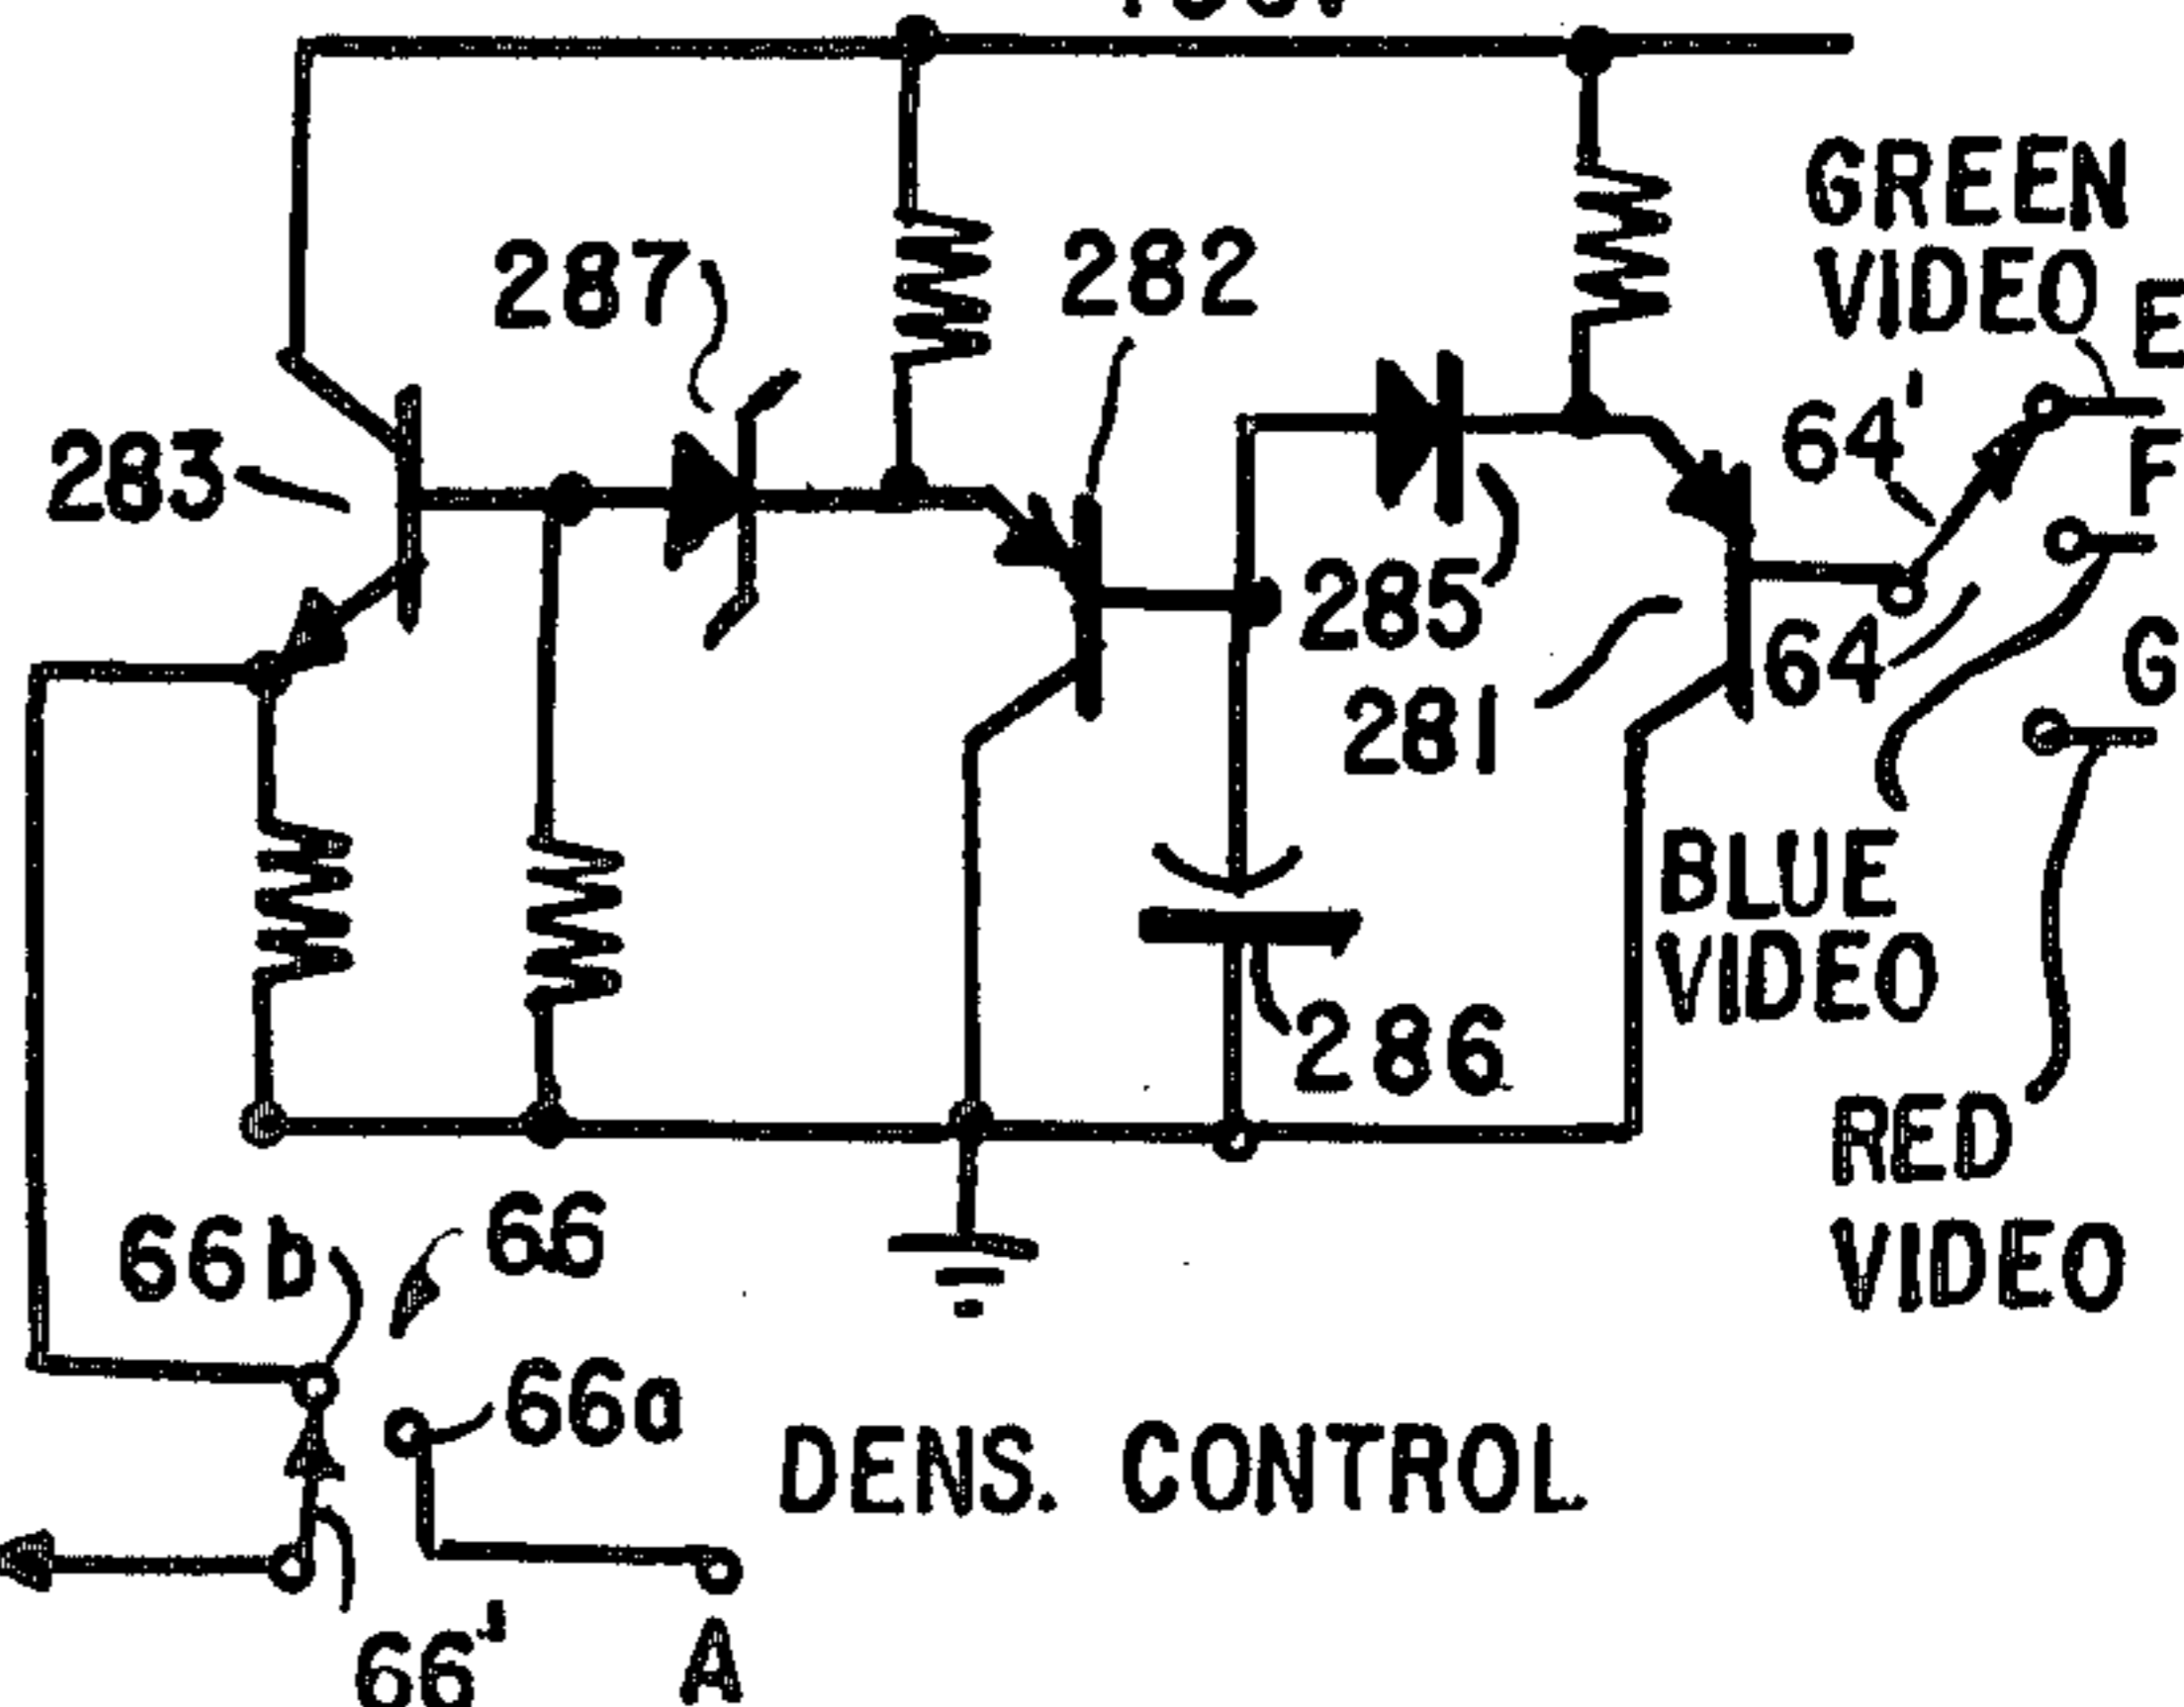 GREEN
VIDEO
E
287
282
64'
F
283
285
64
G
281
BLUE
VIDEO
286
RED
VIDEO
66b
66
66a
DENS. CONTROL
66'
A